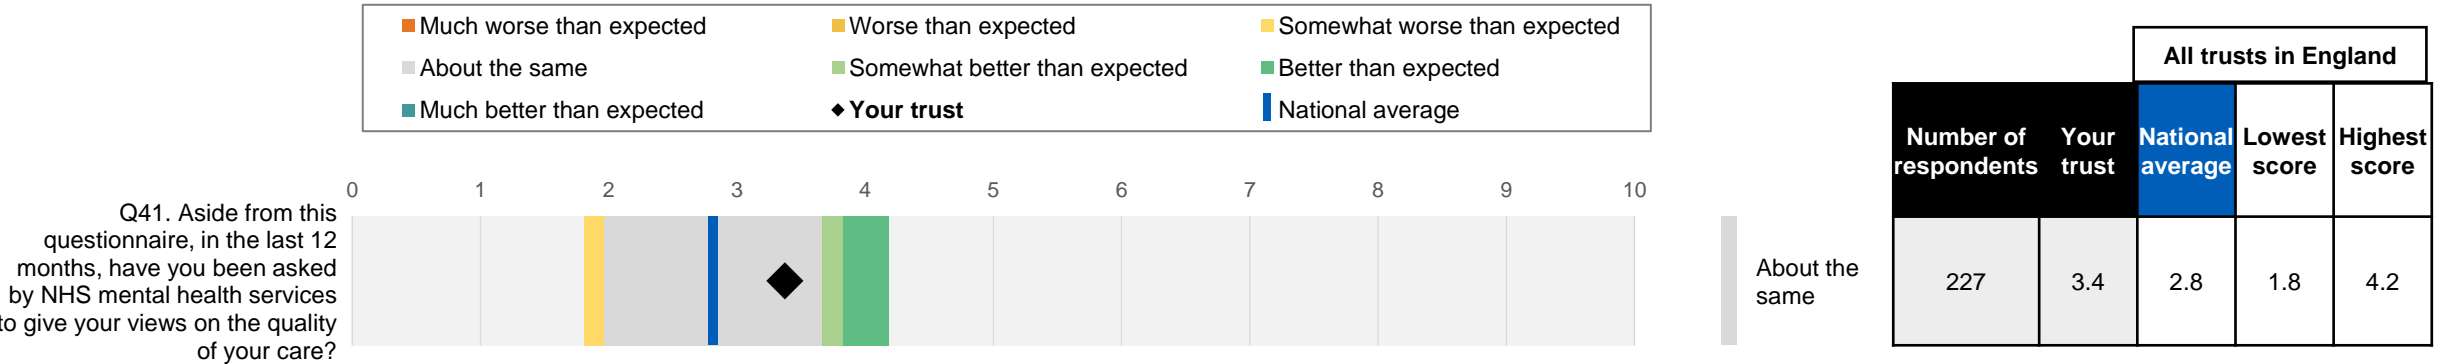 Much worse than expected
Worse than expected
Somewhat worse than expected
About the same
Somewhat better than expected
Better than expected
Much better than expected
Your trust
National average
0 1 2 3 4 5 6 7 8 9 10
Q41. Aside from this
questionnaire, in the last 12
months, have you been asked
by NHS mental health services
to give your views on the quality
of your care?
About the
same
All trusts in England
Number of
respondents
Your
trust
National
average
Lowest
score
Highest
score
227 3.4 2.8 1.8 4.2